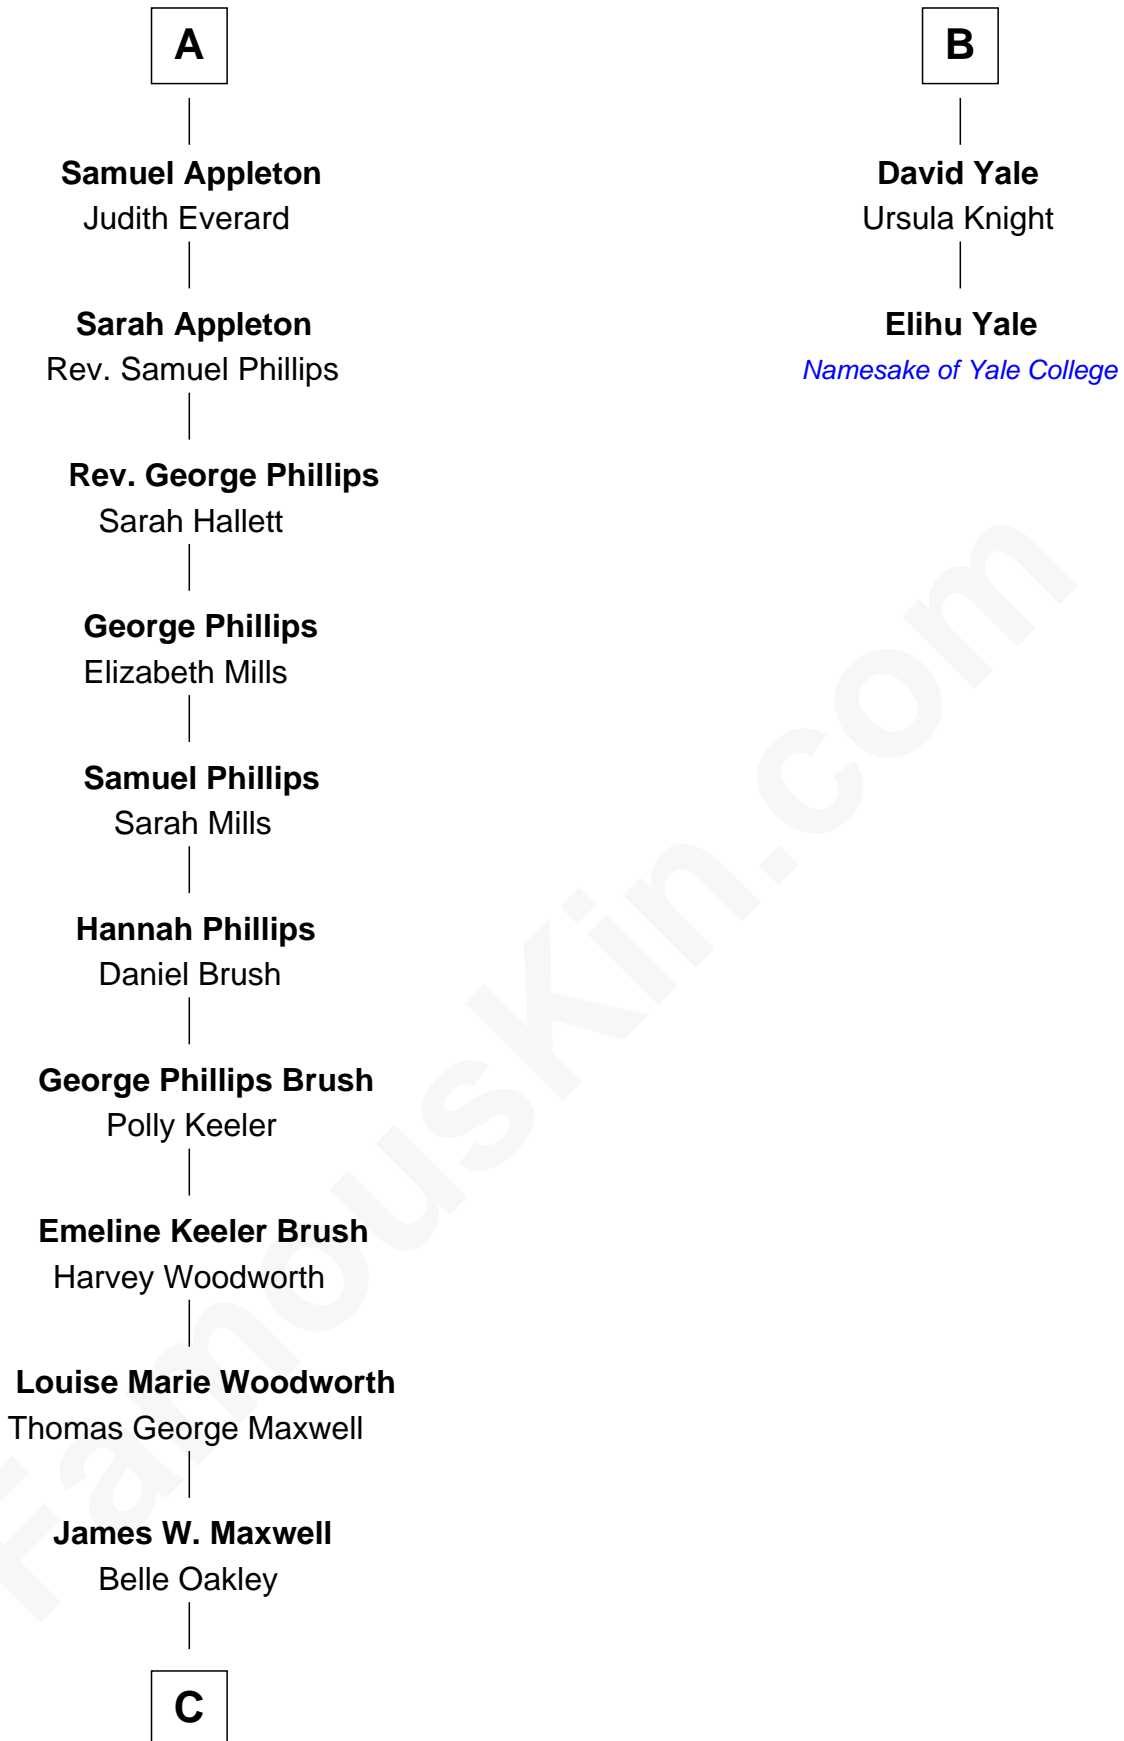 A
B
Samuel Appleton
Judith Everard
David Yale
Ursula Knight
Sarah Appleton
Rev. Samuel Phillips
Elihu Yale
Namesake of Yale College
Rev. George Phillips
Sarah Hallett
George Phillips
Elizabeth Mills
Samuel Phillips
Sarah Mills
Hannah Phillips
Daniel Brush
George Phillips Brush
Polly Keeler
Emeline Keeler Brush
Harvey Woodworth
Louise Marie Woodworth
Thomas George Maxwell
James W. Maxwell
Belle Oakley
C
FamousKin.com